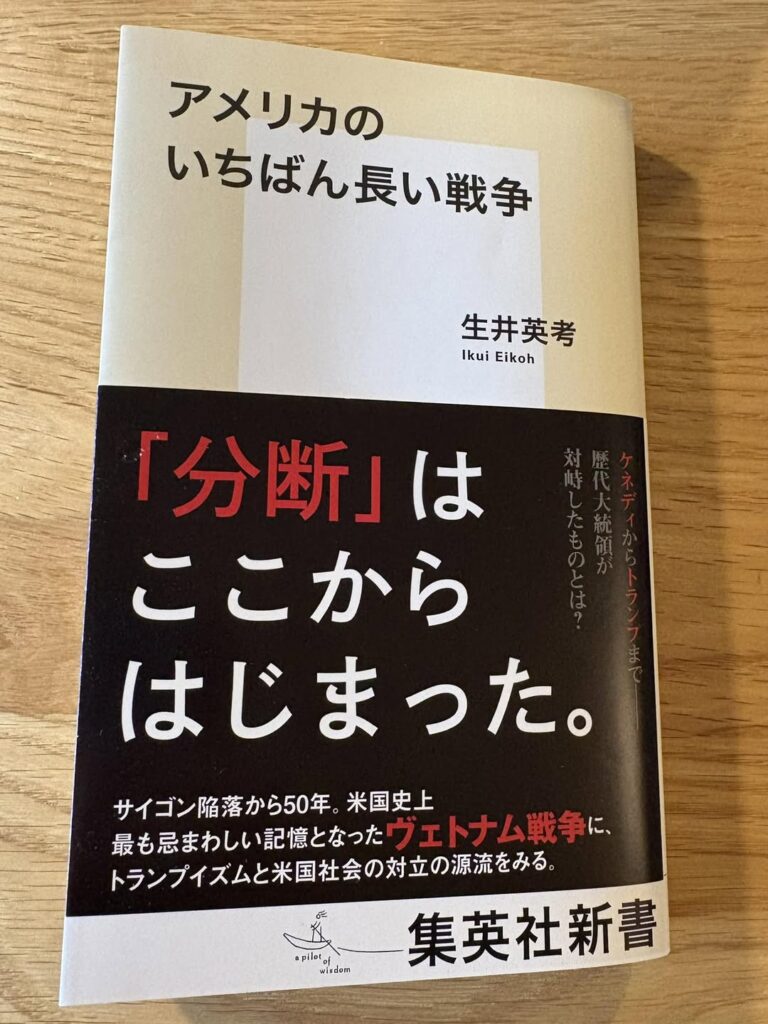 アメリカの
いちばん長い戦争
生井英考
Ikui Eikoh
ケネディからトランプまで——
歴代大統領が
対峙したものとは?
「分断」は
ここから
はじまった。
サイゴン陥落から50年。米国史上
最も忌まわしい記憶となったヴェトナム戦争に、
トランプイズムと米国社会の対立の源流をみる。
a pilot
of
wisdom
集英社新書